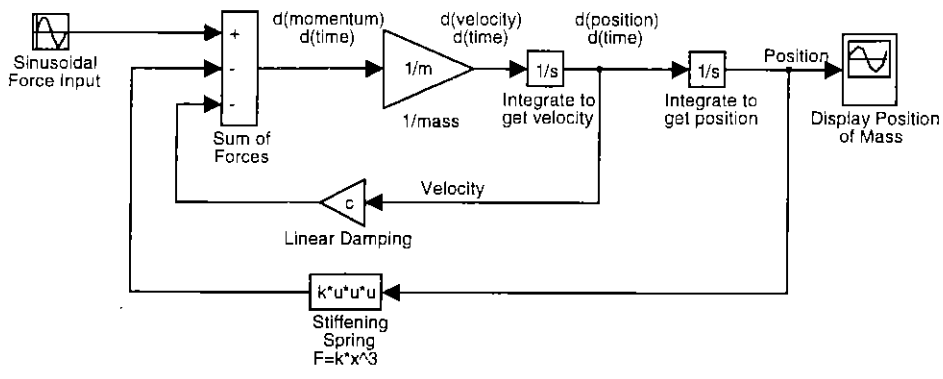 Sinusoidal
Force Input
+
-
-
Sum of
Forces
d(momentum)
d(time)
1/m
1/mass
d(velocity)
d(time)
1/s
Integrate to
get velocity
d(position)
d(time)
1/s
Integrate to
get position
Position
Display Position
of Mass
Velocity
c
Linear Damping
k*u*u*u
Stiffening
Spring
F=k*x^3